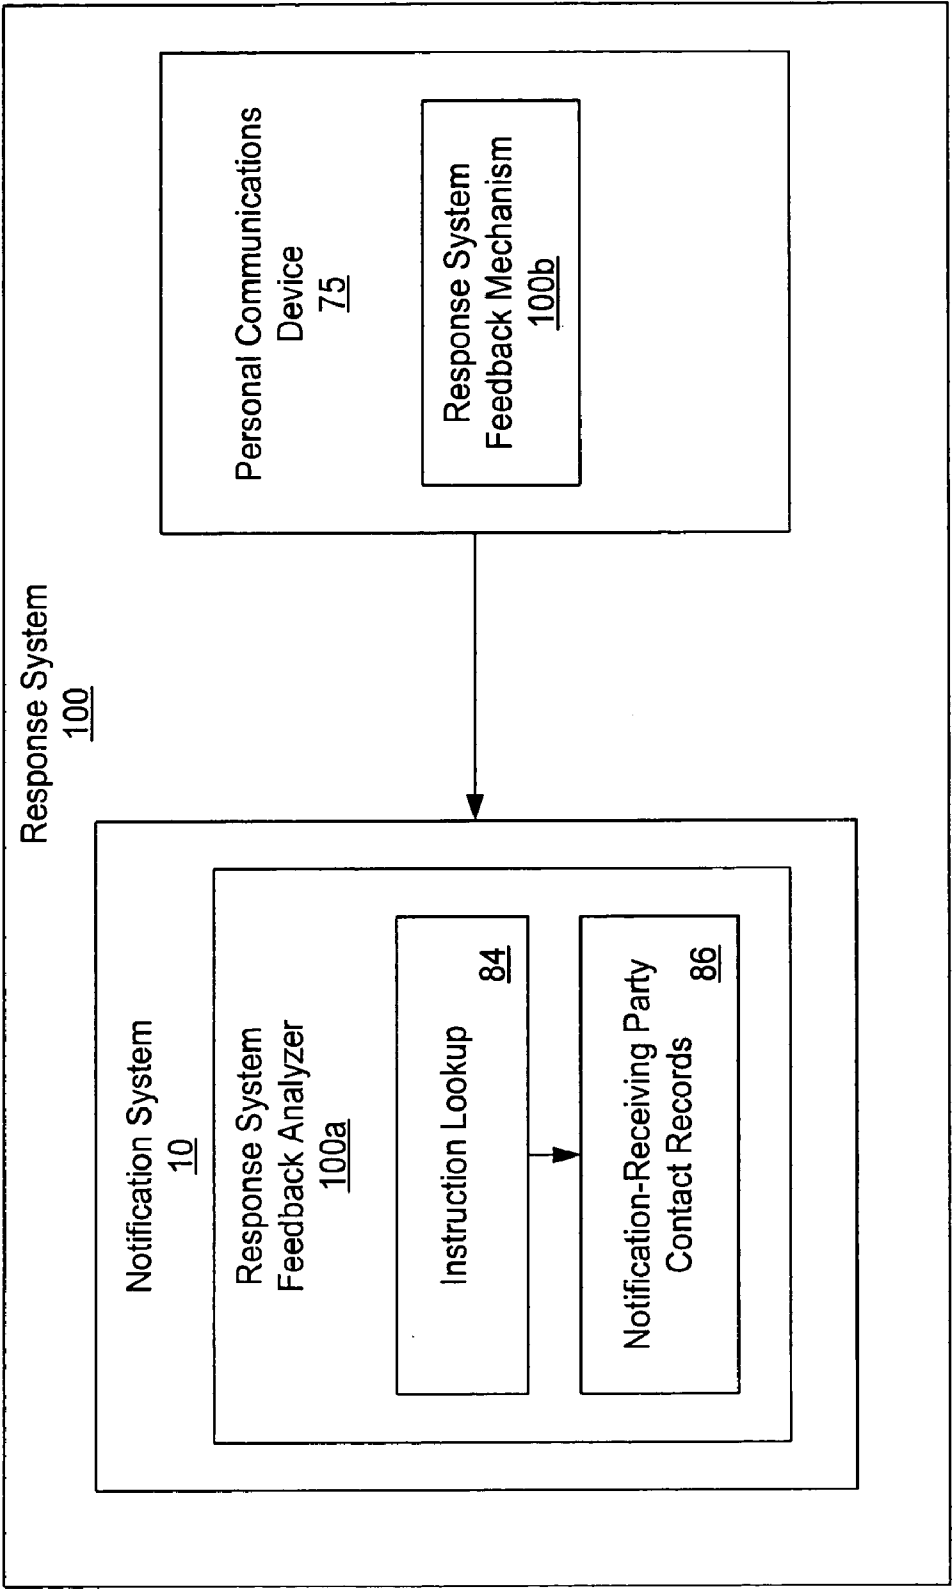 Response System
100
Notification System
10
Response System
Feedback Analyzer
100a
Instruction Lookup
84
Notification-Receiving Party
Contact Records
86
Personal Communications
Device
75
Response System
Feedback Mechanism
100b